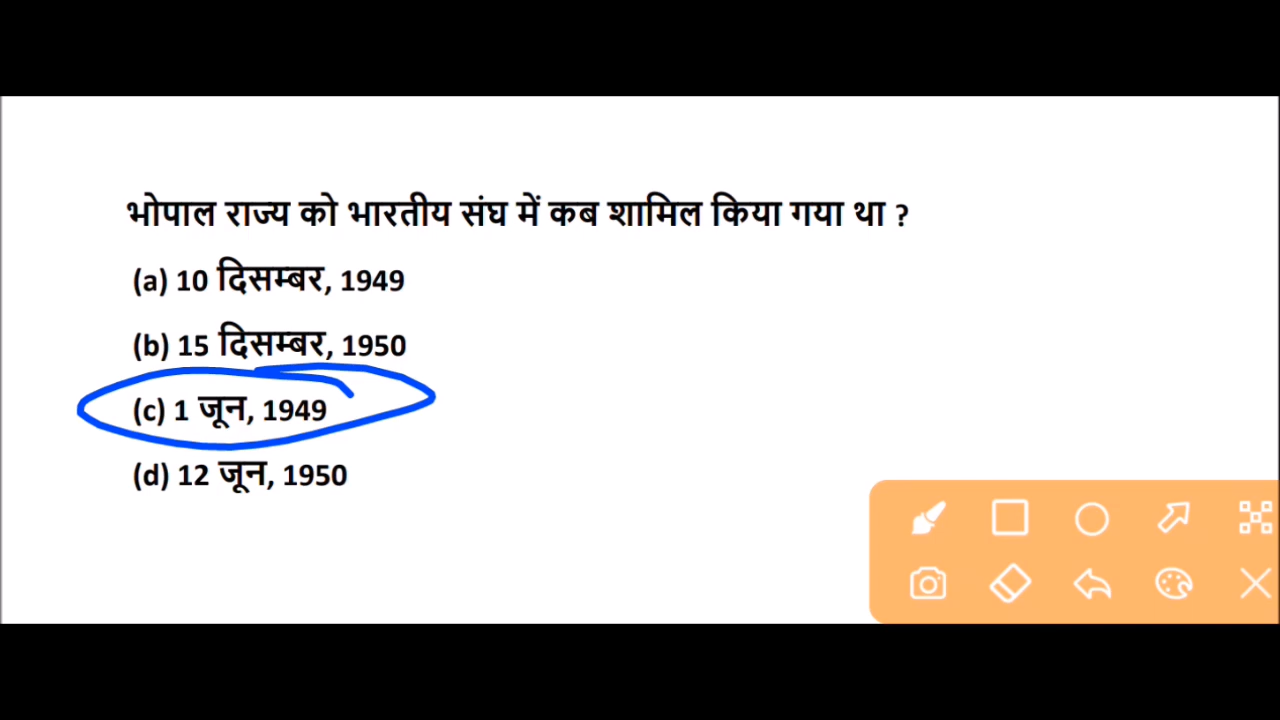 भोपाल राज्य को भारतीय संघ में कब शामिल किया गया था ?
(a) 10 दिसम्बर, 1949
(b) 15 दिसम्बर, 1950
(c) 1 जून, 1949
(d) 12 जून, 1950